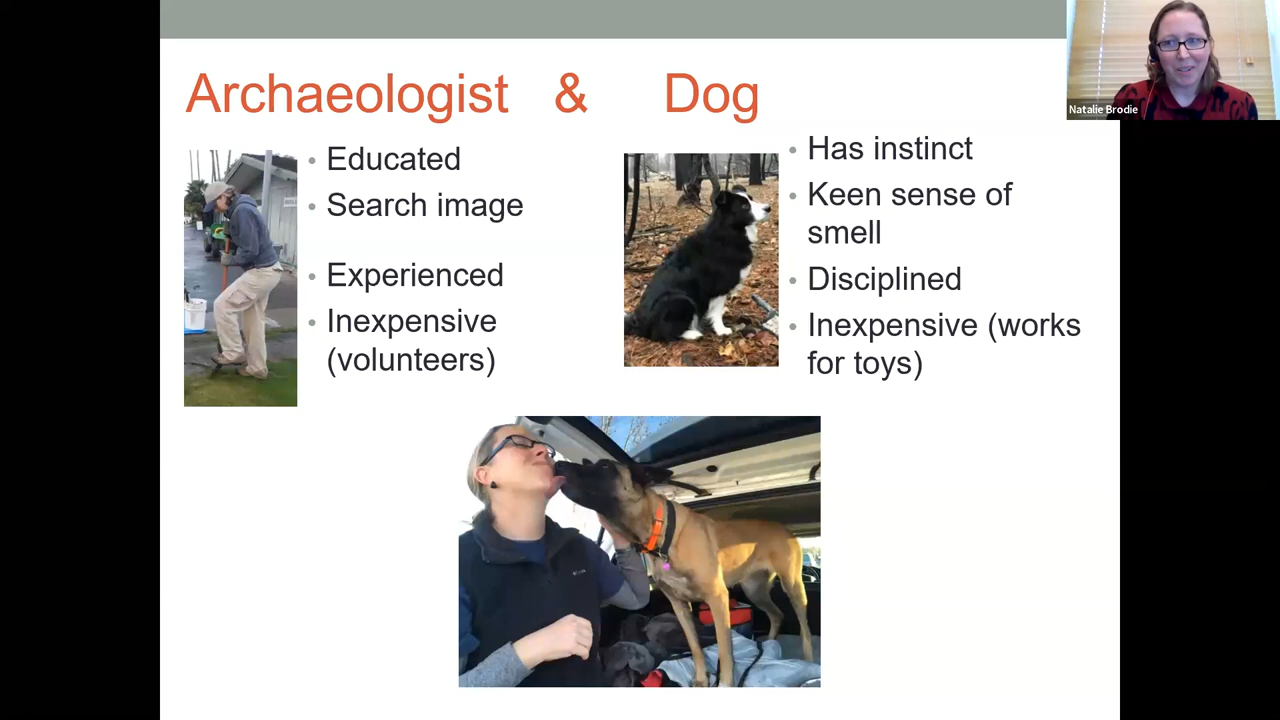 Archaeologist & Dog
Educated
Search image
Experienced
Inexpensive
(volunteers)
Has instinct
Keen sense of
smell
Disciplined
Inexpensive (works
for toys)
Natalie Brodie